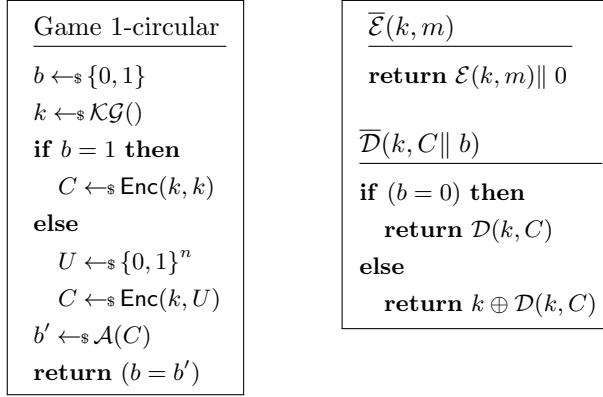 Game 1-circular
b ←$ {0, 1}
k ←$ 𝒦𝒢()
if b = 1 then
C ←$ Enc(k, k)
else
U ←$ {0, 1}ⁿ
C ←$ Enc(k, U)
b′ ←$ 𝒜(C)
return (b = b′)
ℰ̅(k, m)
return ℰ(k, m)‖ 0
𝒟̅(k, C‖ b)
if (b = 0) then
return 𝒟(k, C)
else
return k ⊕ 𝒟(k, C)